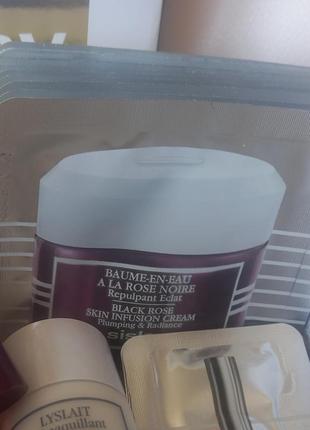 BAUME-EN-EAU
A LA ROSE NOIRE
Repulpant Eclat
BLACK ROSE
SKIN INFUSION CREAM
Plumping & Radiance
LYSLAIT